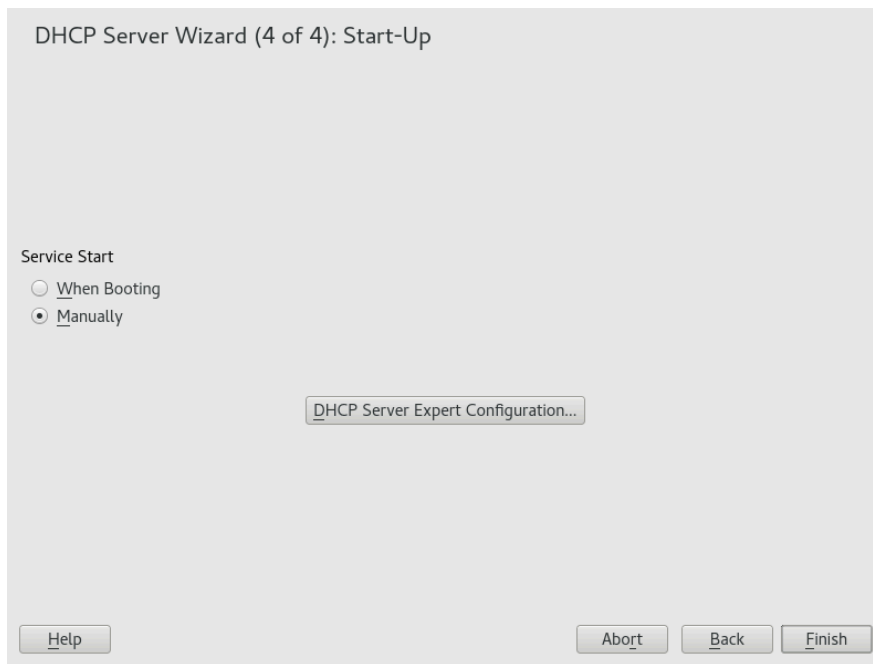 DHCP Server Wizard (4 of 4): Start-Up
Service Start
When Booting
Manually
DHCP Server Expert Configuration...
Help
Abort
Back
Finish